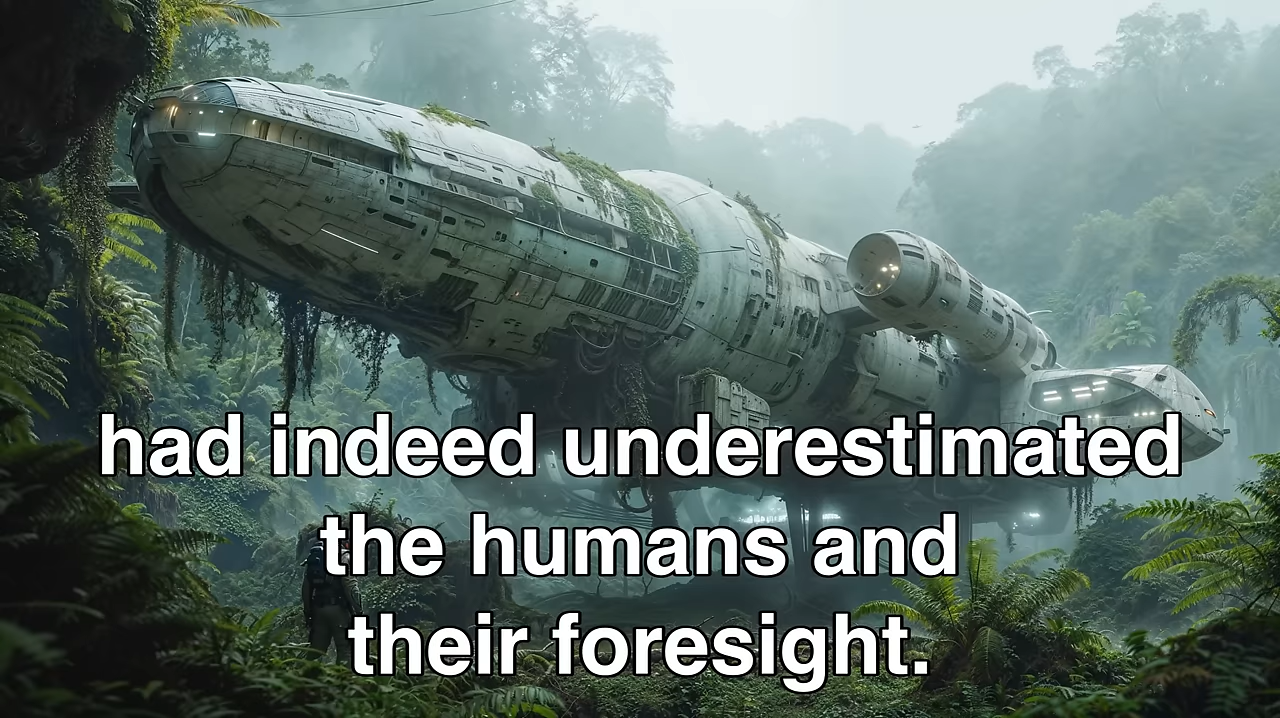 had indeed underestimated
the humans and
their foresight.